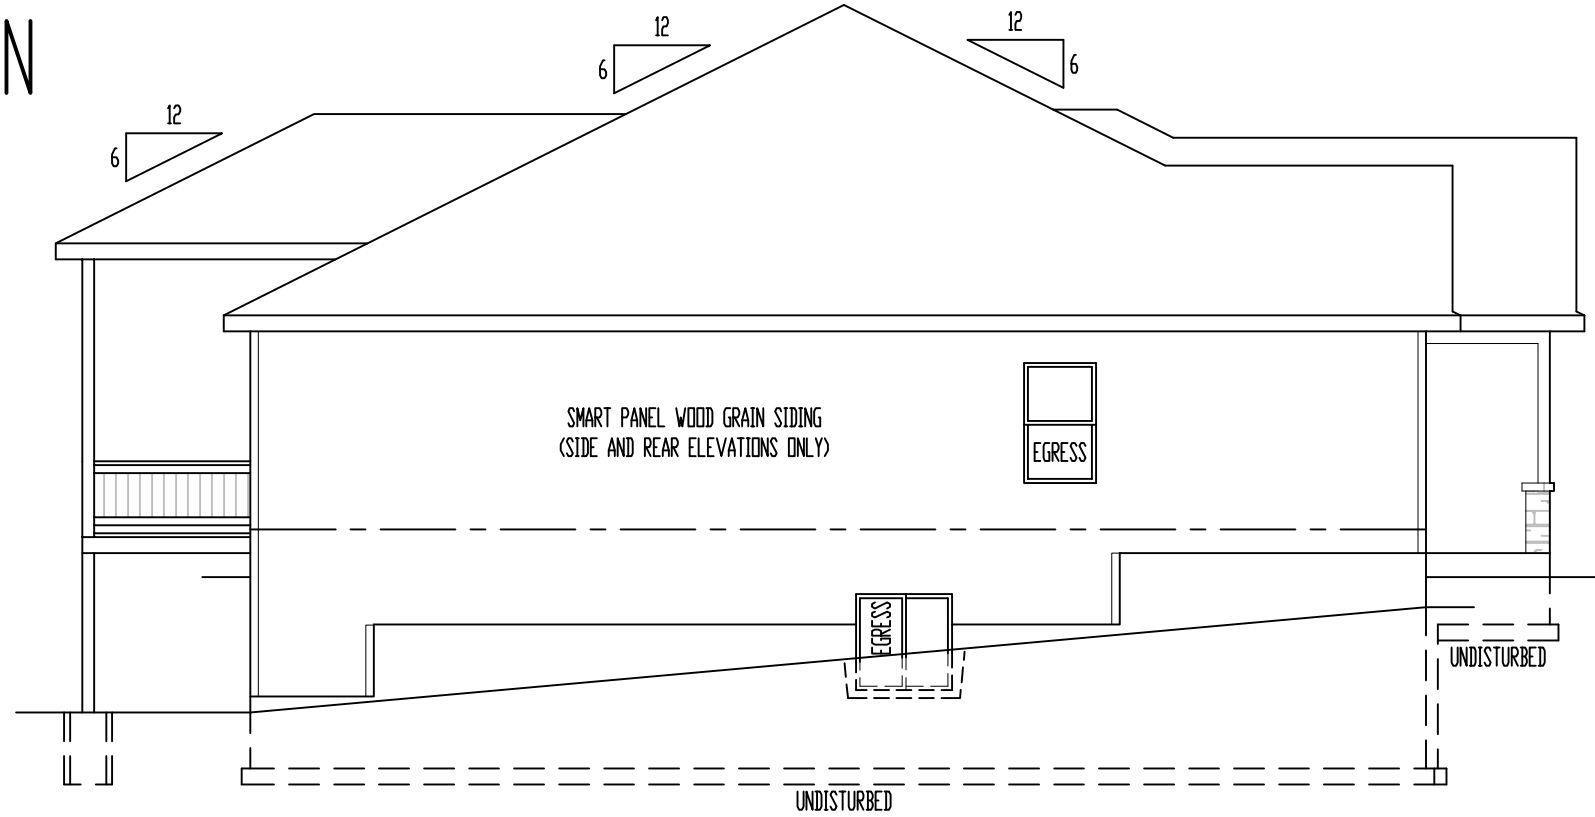 N
12
6
12
6
12
6
SMART PANEL WOOD GRAIN SIDING
(SIDE AND REAR ELEVATIONS ONLY)
EGRESS
EGRESS
UNDISTURBED
UNDISTURBED